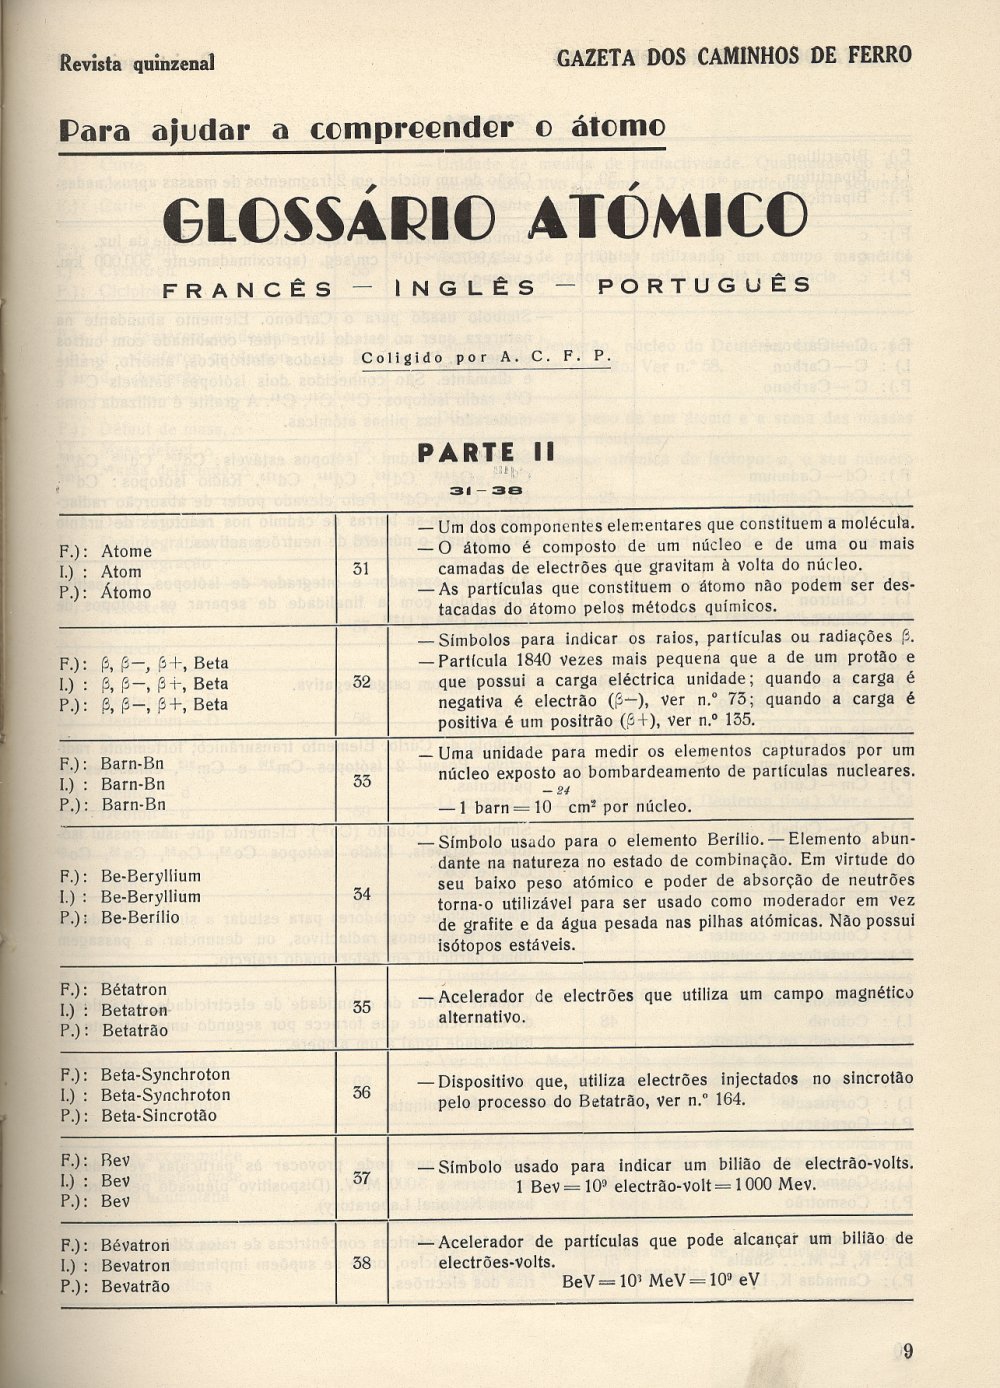 Revista quinzenal
GAZETA DOS CAMINHOS DE FERRO
Para ajudar a compreender o átomo
GLOSSÁRIO ATÓMICO
FRANCÊS — INGLÊS — PORTUGUÊS
Coligido por A. C. F. P.
PARTE II
31-38
F.): Atome
I.) : Atom
P.): Átomo
31
— Um dos componentes elementares que constituem a molécula.
— O átomo é composto de um núcleo e de uma ou mais
camadas de electrões que gravitam à volta do núcleo.
— As partículas que constituem o átomo não podem ser des-
tacadas do átomo pelos métodos químicos.
F.): β, β—, β+, Beta
I.) : β, β—, β+, Beta
P.): β, β—, β+, Beta
32
— Símbolos para indicar os raios, partículas ou radiações β.
— Partícula 1840 vezes mais pequena que a de um protão e
que possui a carga eléctrica unidade; quando a carga é
negativa é electrão (β—), ver n.º 73; quando a carga é
positiva é um positrão (β+), ver n.º 135.
F.): Barn-Bn
I.) : Barn-Bn
P.): Barn-Bn
33
— Uma unidade para medir os elementos capturados por um
núcleo exposto ao bombardeamento de partículas nucleares.
— 1 barn = 10⁻²⁴ cm² por núcleo.
F.): Be-Beryllium
I.) : Be-Beryllium
P.): Be-Berílio
34
— Símbolo usado para o elemento Berílio. — Elemento abun-
dante na natureza no estado de combinação. Em virtude do
seu baixo peso atómico e poder de absorção de neutrões
torna-o utilizável para ser usado como moderador em vez
de grafite e da água pesada nas pilhas atómicas. Não possui
isótopos estáveis.
F.): Bétatron
I.) : Betatron
P.): Betatrão
35
— Acelerador de electrões que utiliza um campo magnético
alternativo.
F.): Beta-Synchroton
I.) : Beta-Synchroton
P.): Beta-Sincrotão
36
— Dispositivo que, utiliza electrões injectados no sincrotão
pelo processo do Betatrão, ver n.º 164.
F.): Bev
I.) : Bev
P.): Bev
37
— Símbolo usado para indicar um bilião de electrão-volts.
1 Bev = 10⁹ electrão-volt = 1 000 Mev.
F.): Bévatron
I.) : Bevatron
P.): Bevatrão
38
— Acelerador de partículas que pode alcançar um bilião de
electrões-volts.
BeV = 10³ MeV = 10⁹ eV
9